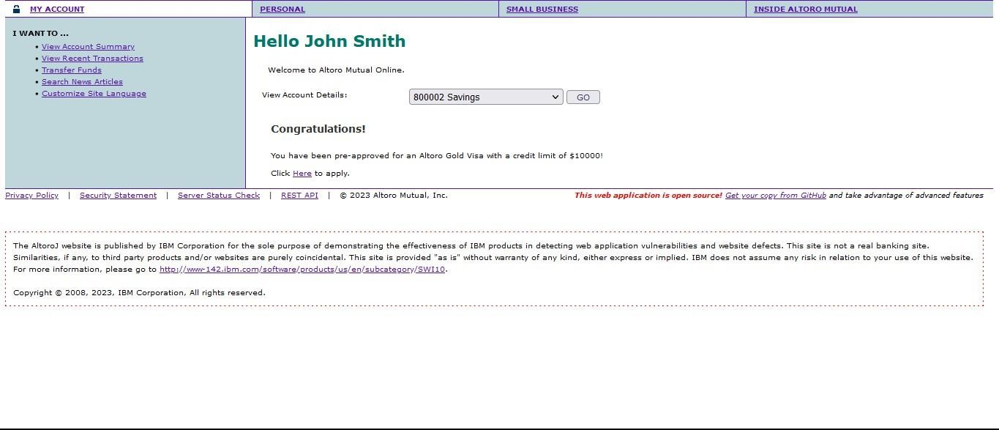 MY ACCOUNT PERSONAL SMALL BUSINESS INSIDE ALTORO MUTUAL
I WANT TO ...
• View Account Summary
• View Recent Transactions
• Transfer Funds
• Search News Articles
• Customize Site Language
Hello John Smith
Welcome to Altoro Mutual Online.
View Account Details: 800002 Savings GO
Congratulations!
You have been pre-approved for an Altoro Gold Visa with a credit limit of $10000!
Click Here to apply.
Privacy Policy | Security Statement | Server Status Check | REST API | © 2023 Altoro Mutual, Inc. This web application is open source! Get your copy from GitHub and take advantage of advanced features
The AltoroJ website is published by IBM Corporation for the sole purpose of demonstrating the effectiveness of IBM products in detecting web application vulnerabilities and website defects. This site is not a real banking site.
Similarities, if any, to third party products and/or websites are purely coincidental. This site is provided "as is" without warranty of any kind, either express or implied. IBM does not assume any risk in relation to your use of this website.
For more information, please go to http://www-142.ibm.com/software/products/us/en/subcategory/SWI10.
Copyright © 2008, 2023, IBM Corporation, All rights reserved.